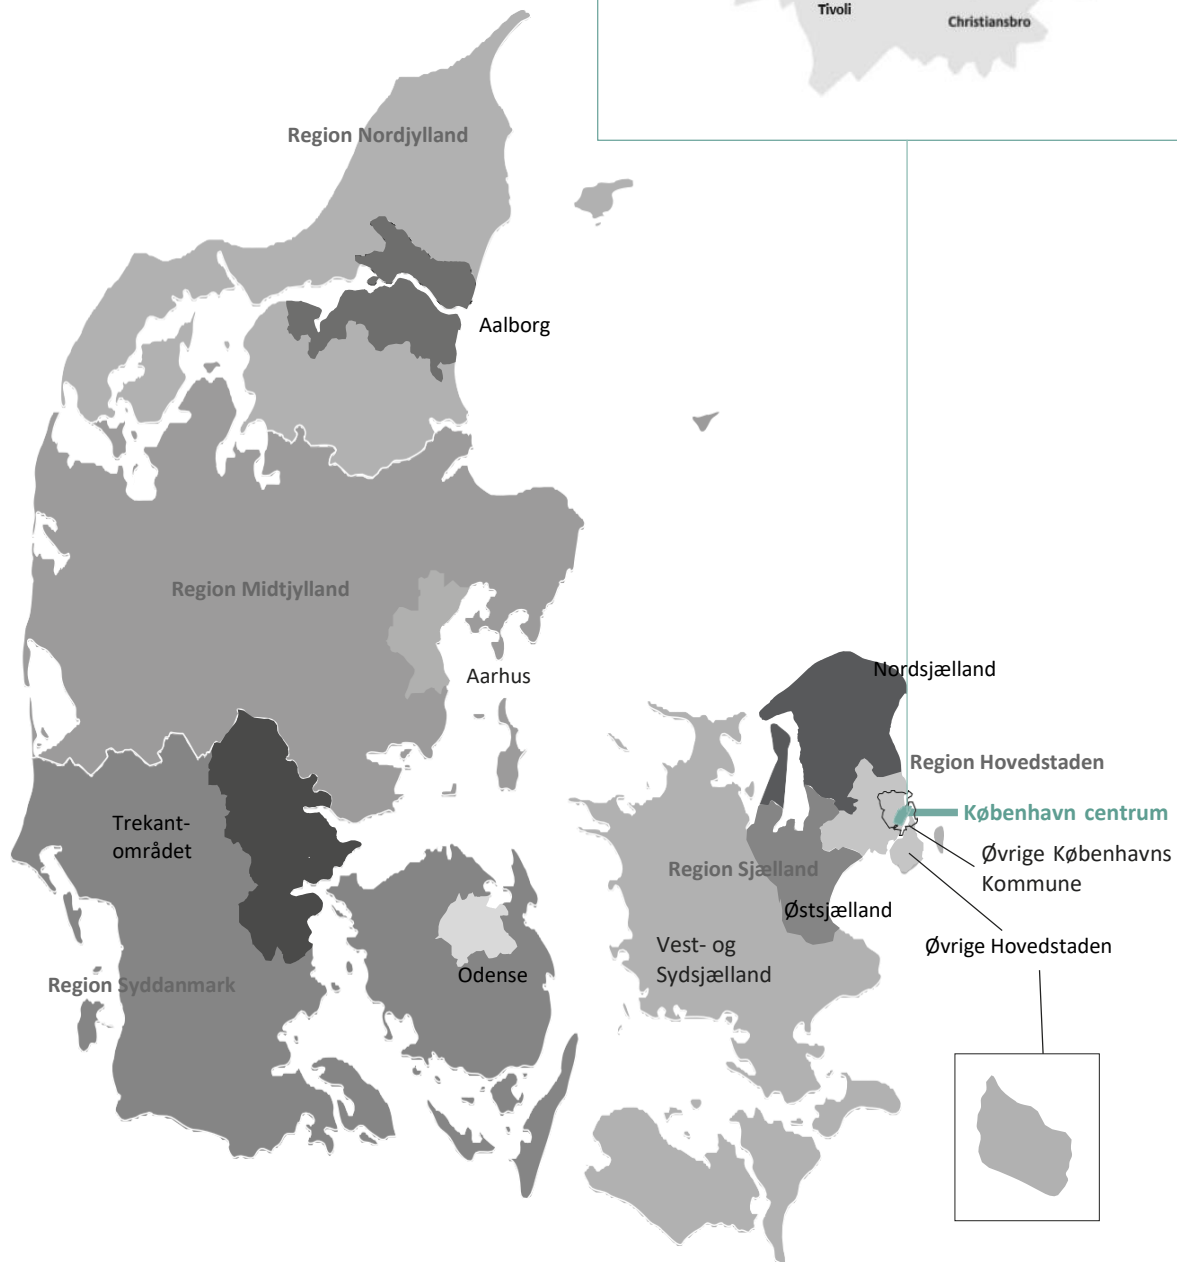 Tivoli
Christiansbro
Region Nordjylland
Aalborg
Region Midtjylland
Aarhus
Nordsjælland
Region Hovedstaden
København centrum
Trekant-
området
Øvrige Københavns
Kommune
Region Sjælland
Østsjælland
Øvrige Hovedstaden
Vest- og
Sydsjælland
Odense
Region Syddanmark